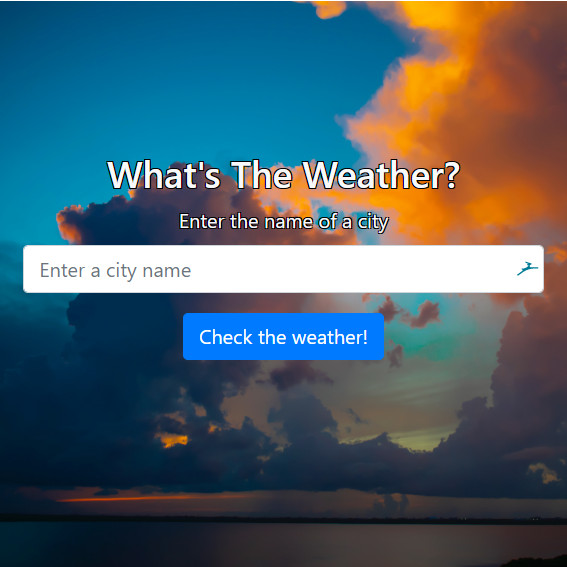 What's The Weather?
Enter the name of a city
Enter a city name
Check the weather!